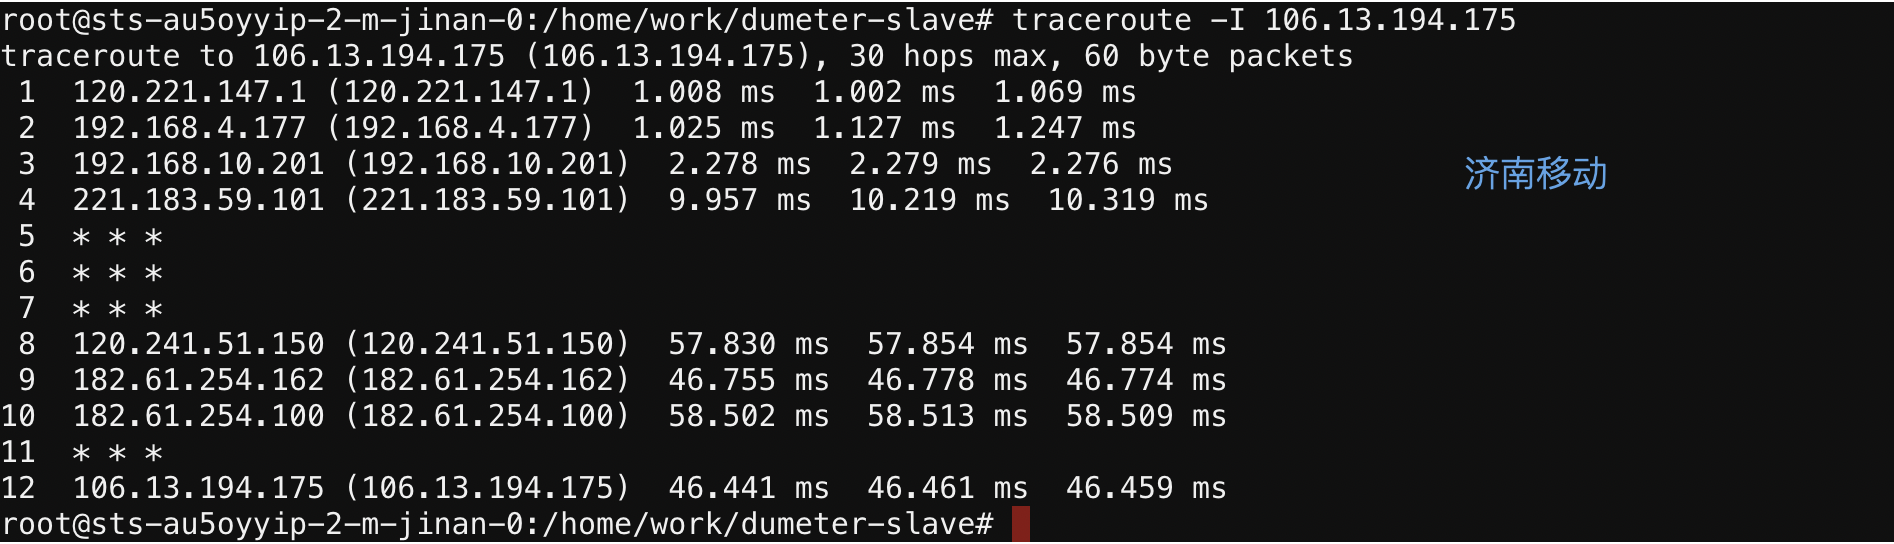 root@sts-au5oyyip-2-m-jinan-0:/home/work/dumeter-slave# traceroute -I 106.13.194.175
traceroute to 106.13.194.175 (106.13.194.175), 30 hops max, 60 byte packets
 1  120.221.147.1 (120.221.147.1)  1.008 ms  1.002 ms  1.069 ms
 2  192.168.4.177 (192.168.4.177)  1.025 ms  1.127 ms  1.247 ms
 3  192.168.10.201 (192.168.10.201)  2.278 ms  2.279 ms  2.276 ms
济南移动
 4  221.183.59.101 (221.183.59.101)  9.957 ms  10.219 ms  10.319 ms
 5  * * *
 6  * * *
 7  * * *
 8  120.241.51.150 (120.241.51.150)  57.830 ms  57.854 ms  57.854 ms
 9  182.61.254.162 (182.61.254.162)  46.755 ms  46.778 ms  46.774 ms
10  182.61.254.100 (182.61.254.100)  58.502 ms  58.513 ms  58.509 ms
11  * * *
12  106.13.194.175 (106.13.194.175)  46.441 ms  46.461 ms  46.459 ms
root@sts-au5oyyip-2-m-jinan-0:/home/work/dumeter-slave#